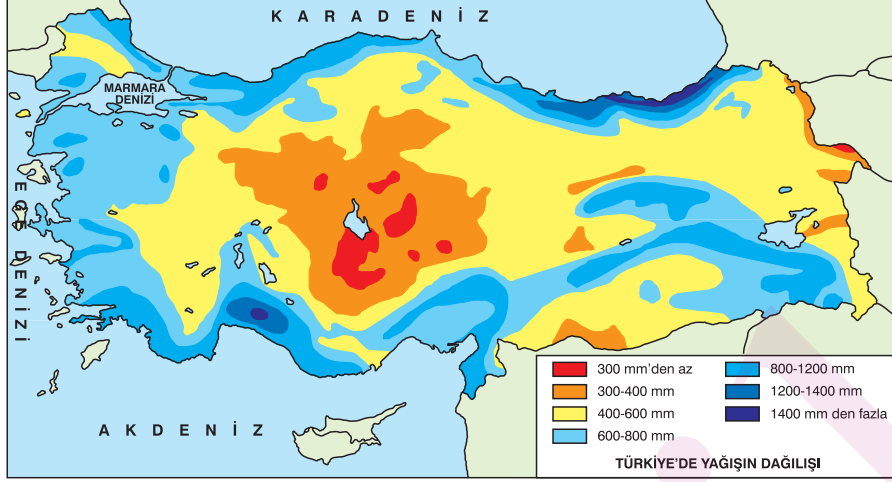 KARADENİZ
MARMARA
DENİZİ
EGE DENİZİ
AKDENİZ
300 mm'den az
300-400 mm
400-600 mm
600-800 mm
800-1200 mm
1200-1400 mm
1400 mm den fazla
TÜRKİYE'DE YAĞIŞIN DAĞILIŞI